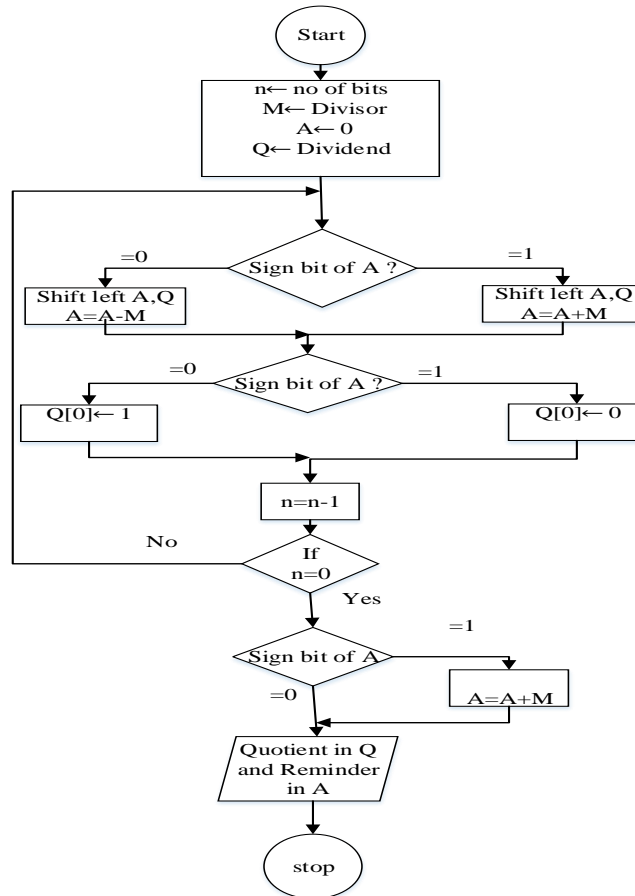 Start
n← no of bits
M← Divisor
A← 0
Q← Dividend
=0
Sign bit of A ?
=1
Shift left A,Q
A=A-M
Shift left A,Q
A=A+M
=0
Sign bit of A ?
=1
Q[0]← 1
Q[0]← 0
n=n-1
No
If
n=0
Yes
=1
Sign bit of A
=0
A=A+M
Quotient in Q
and Reminder
in A
stop